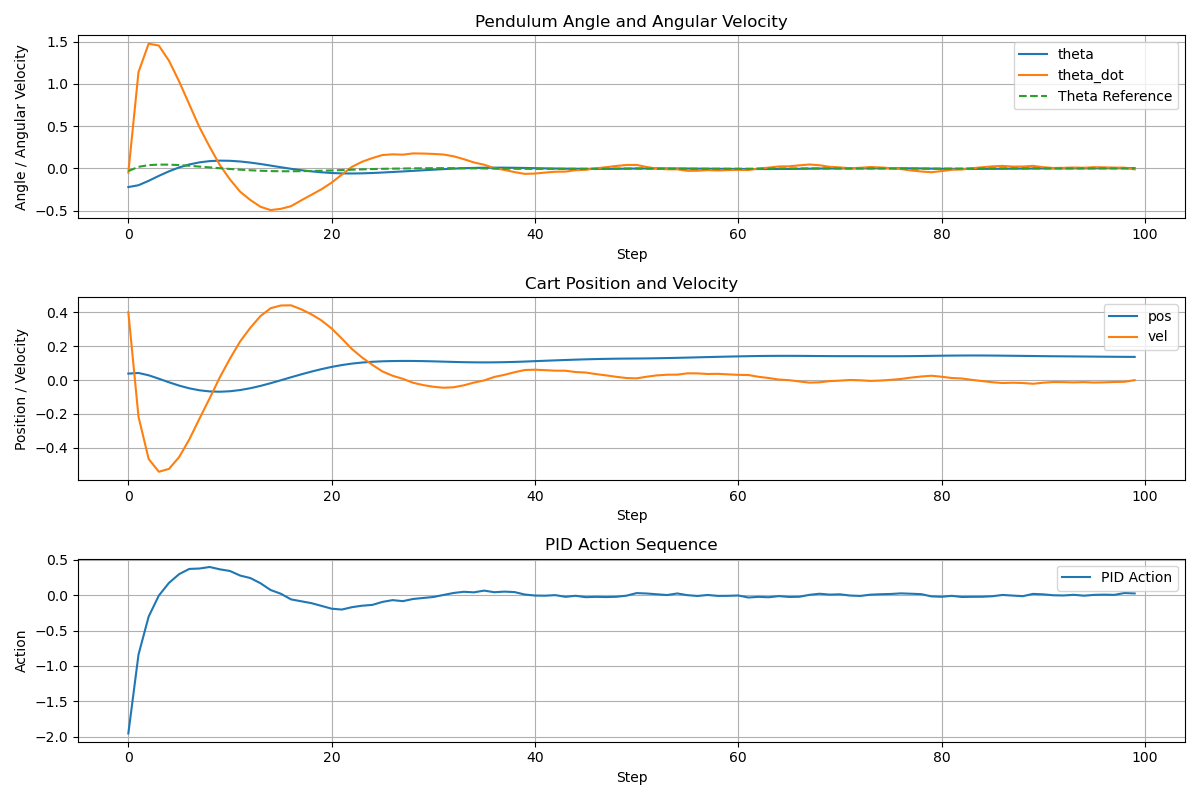 Pendulum Angle and Angular Velocity
Angle / Angular Velocity
1.5
1.0
0.5
0.0
−0.5
theta
theta_dot
Theta Reference
0 20 40 60 80 100
Step
Cart Position and Velocity
Position / Velocity
0.4
0.2
0.0
−0.2
−0.4
pos
vel
0 20 40 60 80 100
Step
PID Action Sequence
Action
0.5
0.0
−0.5
−1.0
−1.5
−2.0
PID Action
0 20 40 60 80 100
Step